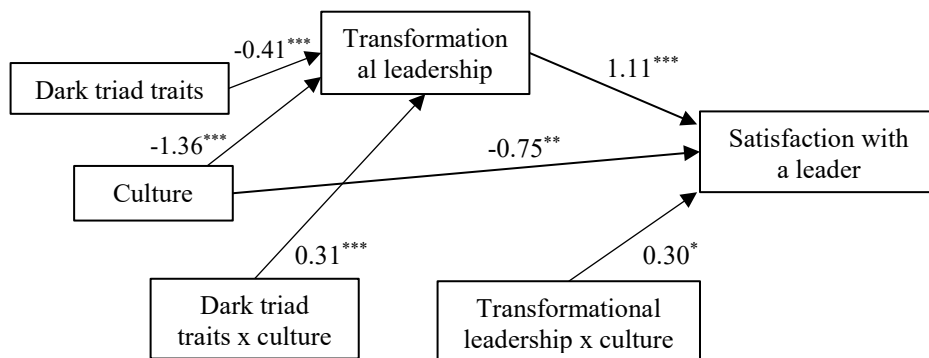 Transformation
al leadership
-0.41***
1.11***
Dark triad traits
Satisfaction with
a leader
-1.36***
-0.75**
Culture
0.31***
0.30*
Dark triad
traits x culture
Transformational
leadership x culture